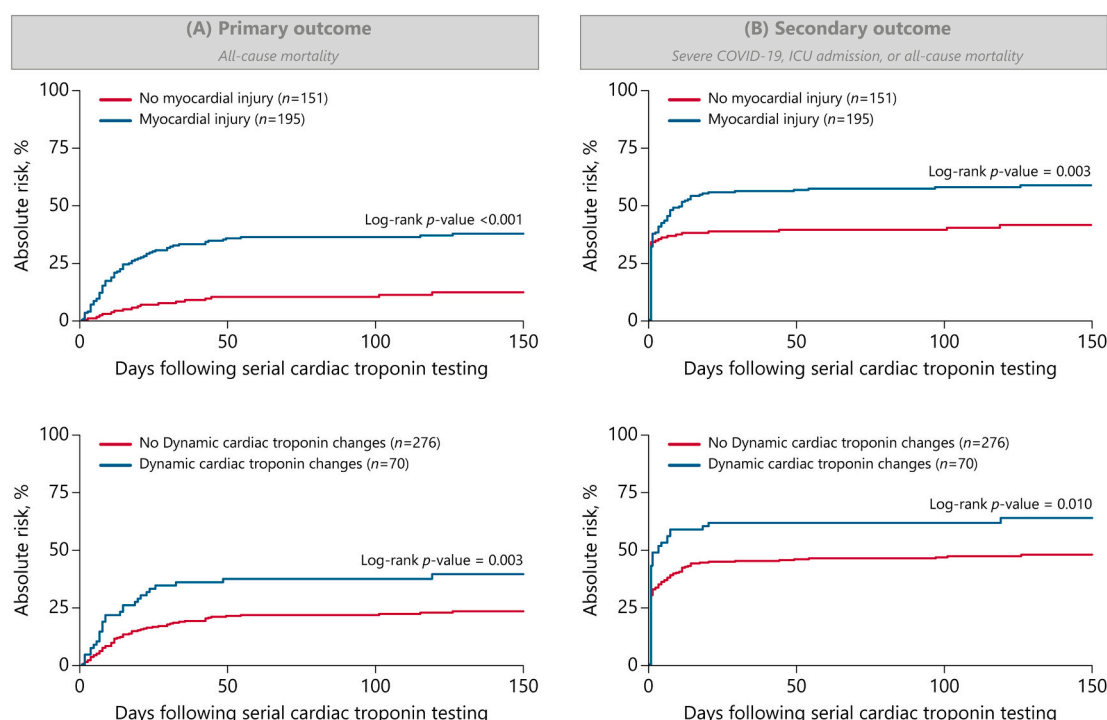 (A) Primary outcome
All-cause mortality
100
75
50
25
0
Absolute risk, %
No myocardial injury (n=151)
Myocardial injury (n=195)
Log-rank p-value <0.001
0 50 100 150
Days following serial cardiac troponin testing
(B) Secondary outcome
Severe COVID-19, ICU admission, or all-cause mortality
100
75
50
25
0
Absolute risk, %
No myocardial injury (n=151)
Myocardial injury (n=195)
Log-rank p-value = 0.003
0 50 100 150
Days following serial cardiac troponin testing
100
75
50
25
0
Absolute risk, %
No Dynamic cardiac troponin changes (n=276)
Dynamic cardiac troponin changes (n=70)
Log-rank p-value = 0.003
0 50 100 150
Days following serial cardiac troponin testing
100
75
50
25
0
Absolute risk, %
No Dynamic cardiac troponin changes (n=276)
Dynamic cardiac troponin changes (n=70)
Log-rank p-value = 0.010
0 50 100 150
Days following serial cardiac troponin testing